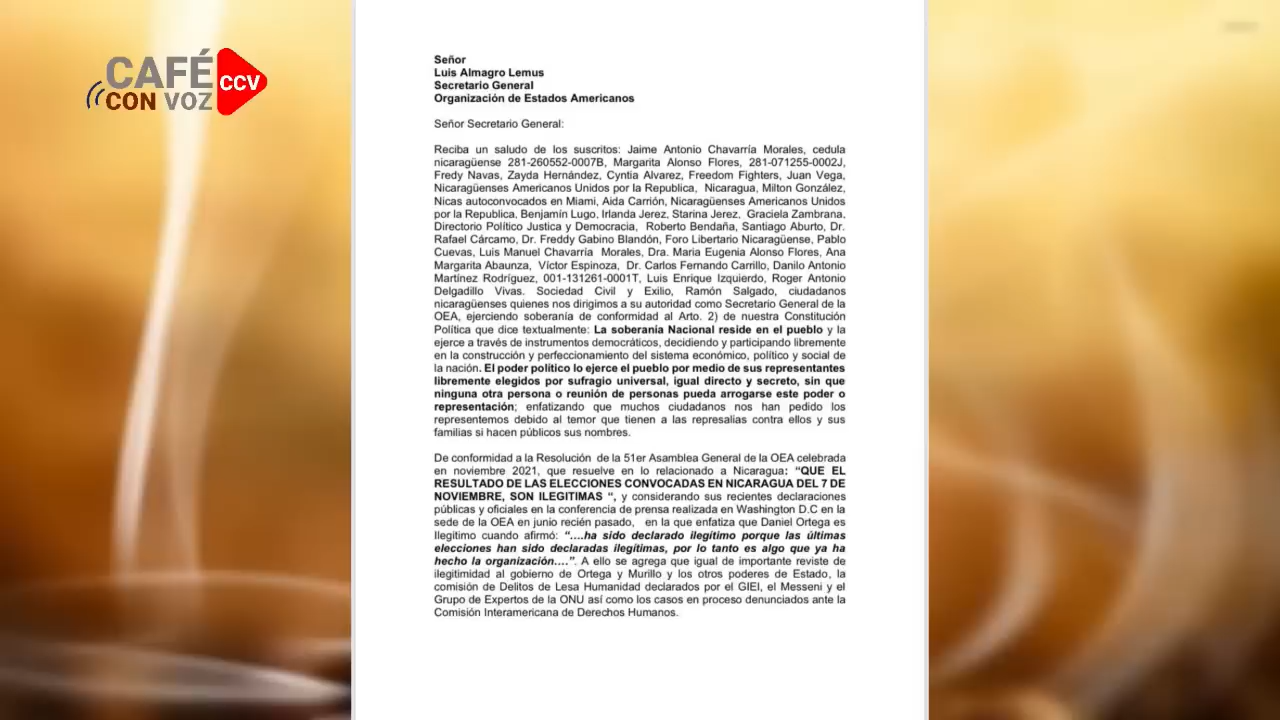 CAFÉ
CON VOZ
CCV
Señor
Luis Almagro Lemus
Secretario General
Organización de Estados Americanos
Señor Secretario General:
Reciba un saludo de los suscritos: Jaime Antonio Chavarría Morales, cedula
nicaragüense 281-260552-0007B, Margarita Alonso Flores, 281-071255-0002J,
Fredy Navas, Zayda Hernández, Cyntia Alvarez, Freedom Fighters, Juan Vega,
Nicaragüenses Americanos Unidos por la Republica, Nicaragua, Milton González,
Nicas autoconvocados en Miami, Aida Carrión, Nicaragüenses Americanos Unidos
por la Republica, Benjamín Lugo, Irlanda Jerez, Starina Jerez, Graciela Zambrana,
Directorio Político Justica y Democracia, Roberto Bendaña, Santiago Aburto, Dr.
Rafael Cárcamo, Dr. Freddy Gabino Blandón, Foro Libertario Nicaragüense, Pablo
Cuevas, Luis Manuel Chavarría Morales, Dra. Maria Eugenia Alonso Flores, Ana
Margarita Abaunza, Víctor Espinoza, Dr. Carlos Fernando Carrillo, Danilo Antonio
Martínez Rodríguez, 001-131261-0001T, Luis Enrique Izquierdo, Roger Antonio
Delgadillo Vivas. Sociedad Civil y Exilio, Ramón Salgado, ciudadanos
nicaragüenses quienes nos dirigimos a su autoridad como Secretario General de la
OEA, ejerciendo soberanía de conformidad al Arto. 2) de nuestra Constitución
Política que dice textualmente: La soberanía Nacional reside en el pueblo y la
ejerce a través de instrumentos democráticos, decidiendo y participando libremente
en la construcción y perfeccionamiento del sistema económico, político y social de
la nación. El poder político lo ejerce el pueblo por medio de sus representantes
libremente elegidos por sufragio universal, igual directo y secreto, sin que
ninguna otra persona o reunión de personas pueda arrogarse este poder o
representación; enfatizando que muchos ciudadanos nos han pedido los
representemos debido al temor que tienen a las represalias contra ellos y sus
familias si hacen públicos sus nombres.
De conformidad a la Resolución de la 51er Asamblea General de la OEA celebrada
en noviembre 2021, que resuelve en lo relacionado a Nicaragua: “QUE EL
RESULTADO DE LAS ELECCIONES CONVOCADAS EN NICARAGUA DEL 7 DE
NOVIEMBRE, SON ILEGITIMAS “, y considerando sus recientes declaraciones
públicas y oficiales en la conferencia de prensa realizada en Washington D.C en la
sede de la OEA en junio recién pasado, en la que enfatiza que Daniel Ortega es
Ilegítimo cuando afirmó: “….ha sido declarado ilegítimo porque las últimas
elecciones han sido declaradas ilegítimas, por lo tanto es algo que ya ha
hecho la organización….”. A ello se agrega que igual de importante reviste de
ilegitimidad al gobierno de Ortega y Murillo y los otros poderes de Estado, la
comisión de Delitos de Lesa Humanidad declarados por el GIEI, el Messeni y el
Grupo de Expertos de la ONU así como los casos en proceso denunciados ante la
Comisión Interamericana de Derechos Humanos.